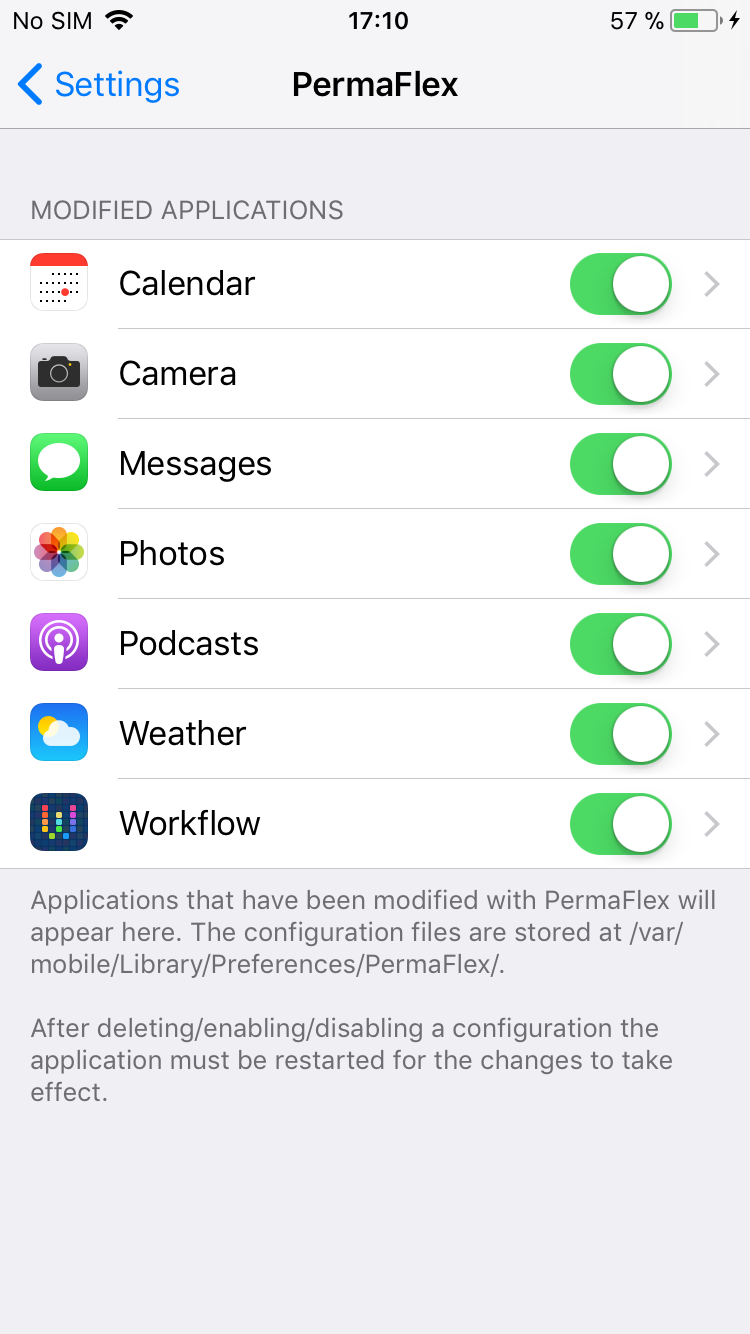 No SIM 17:10 57 %
Settings PermaFlex
MODIFIED APPLICATIONS
Calendar
Camera
Messages
Photos
Podcasts
Weather
Workflow
Applications that have been modified with PermaFlex will
appear here. The configuration files are stored at /var/
mobile/Library/Preferences/PermaFlex/.
After deleting/enabling/disabling a configuration the
application must be restarted for the changes to take
effect.